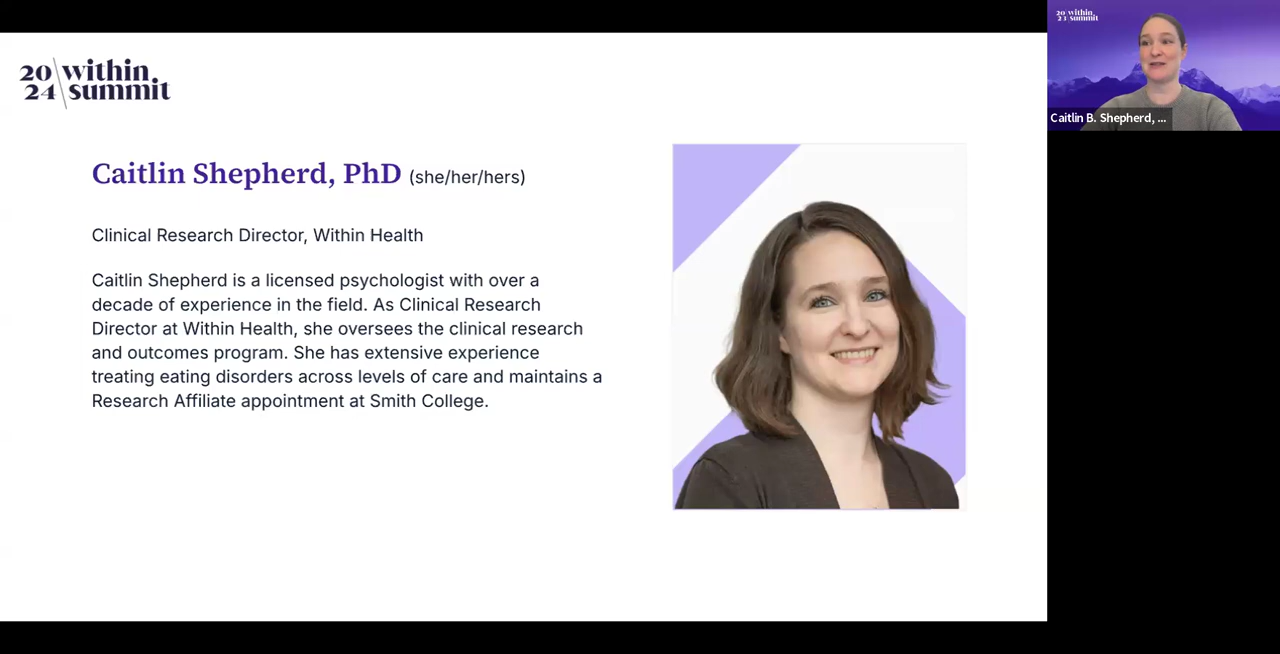 20 within
24 summit
Caitlin Shepherd, PhD (she/her/hers)
Clinical Research Director, Within Health
Caitlin Shepherd is a licensed psychologist with over a
decade of experience in the field. As Clinical Research
Director at Within Health, she oversees the clinical research
and outcomes program. She has extensive experience
treating eating disorders across levels of care and maintains a
Research Affiliate appointment at Smith College.
20 within
23 summit
Caitlin B. Shepherd, ...